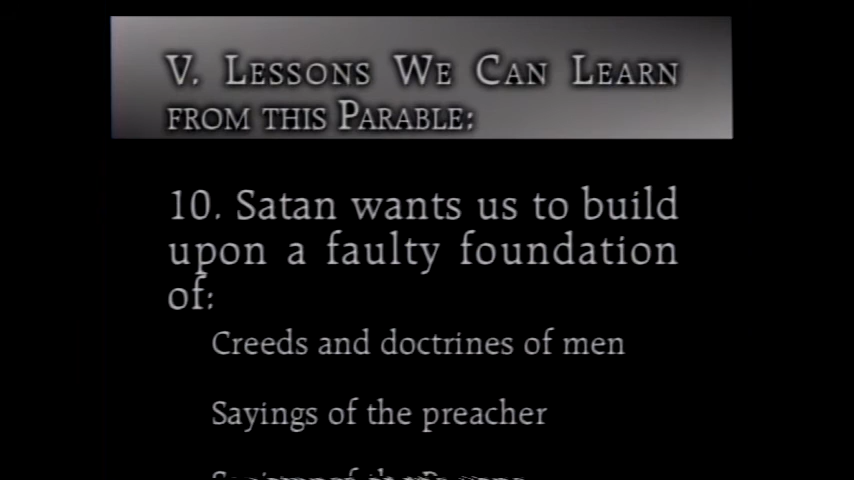 V. Lessons We Can Learn
from this Parable:
10. Satan wants us to build
upon a faulty foundation
of:
Creeds and doctrines of men
Sayings of the preacher